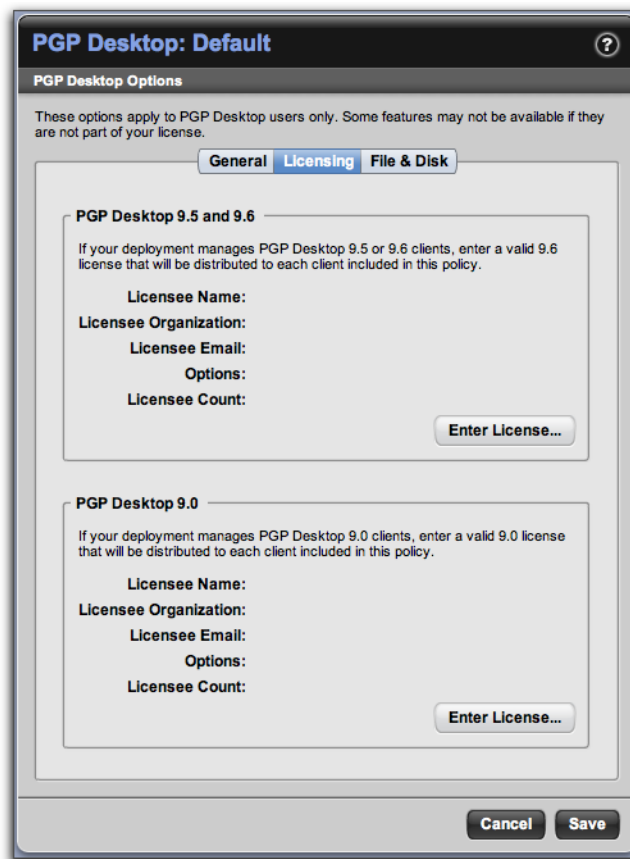 PGP Desktop: Default
?
PGP Desktop Options
These options apply to PGP Desktop users only. Some features may not be available if they
are not part of your license.
General Licensing File & Disk
PGP Desktop 9.5 and 9.6
If your deployment manages PGP Desktop 9.5 or 9.6 clients, enter a valid 9.6
license that will be distributed to each client included in this policy.
Licensee Name:
Licensee Organization:
Licensee Email:
Options:
Licensee Count:
Enter License...
PGP Desktop 9.0
If your deployment manages PGP Desktop 9.0 clients, enter a valid 9.0 license
that will be distributed to each client included in this policy.
Licensee Name:
Licensee Organization:
Licensee Email:
Options:
Licensee Count:
Enter License...
Cancel Save